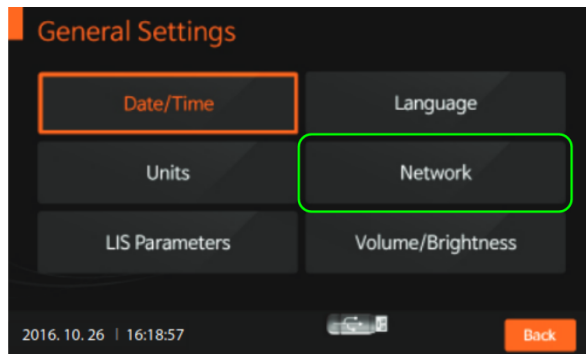 General Settings
Date/Time
Language
Units
Network
LIS Parameters
Volume/Brightness
2016. 10. 26 | 16:18:57
Back